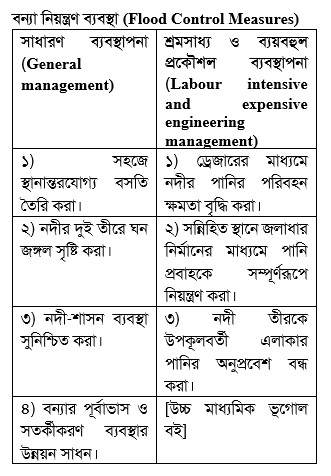 বন্যা নিয়ন্ত্রণ ব্যবস্থা (Flood Control Measures)
সাধারণ ব্যবস্থাপনা
(General
management)
শ্রমসাধ্য ও ব্যয়বহুল
প্রকৌশল ব্যবস্থাপনা
(Labour intensive
and expensive
engineering
management)
১) সহজে
স্থানান্তরযোগ্য বসতি
তৈরি করা।
১) ড্রেজারের মাধ্যমে
নদীর পানির পরিবহন
ক্ষমতা বৃদ্ধি করা।
২) নদীর দুই তীরে ঘন
জঙ্গল সৃষ্টি করা।
২) সন্নিহিত স্থানে জলাধার
নির্মানের মাধ্যমে পানি
প্রবাহকে সম্পূর্ণরূপে
নিয়ন্ত্রণ করা।
৩) নদী-শাসন ব্যবস্থা
সুনিশ্চিত করা।
৩) নদী তীরকে
উপকূলবর্তী এলাকার
পানির অনুপ্রবেশ বন্ধ
করা।
৪) বন্যার পূর্বাভাস ও
সতর্কীকরণ ব্যবস্থার
উন্নয়ন সাধন।
[উচ্চ মাধ্যমিক ভূগোল
বই]